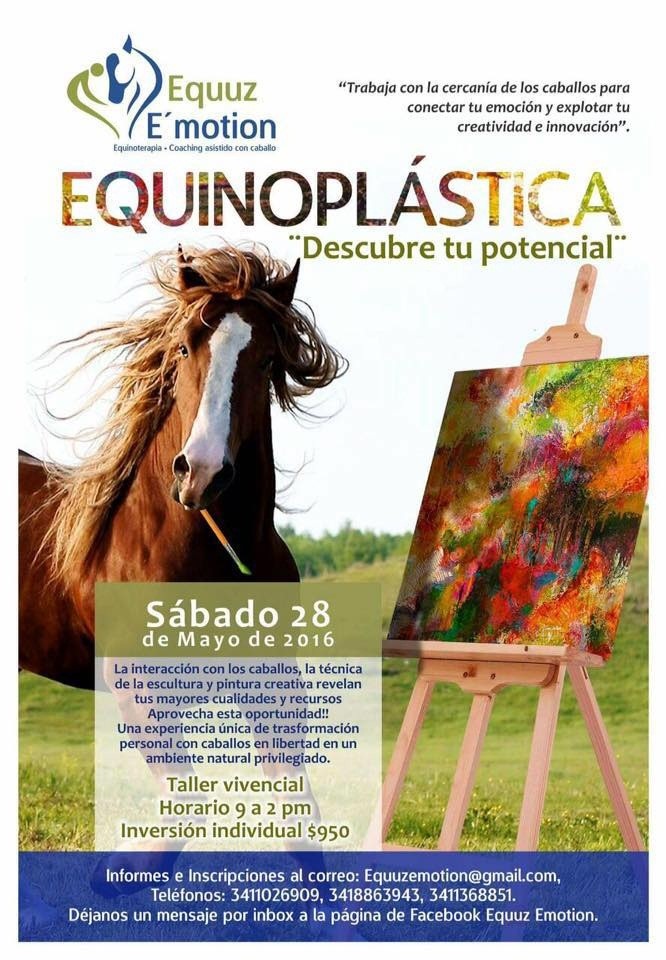 Equuz
E´motion
Equinoterapia • Coaching asistido con caballo
“Trabaja con la cercanía de los caballos para
conectar tu emoción y explotar tu
creatividad e innovación”.
EQUINOPLÁSTICA
¨Descubre tu potencial¨
Sábado 28
de Mayo de 2016
La interacción con los caballos, la técnica
de la escultura y pintura creativa revelan
tus mayores cualidades y recursos
Aprovecha esta oportunidad!!
Una experiencia única de trasformación
personal con caballos en libertad en un
ambiente natural privilegiado.
Taller vivencial
Horario 9 a 2 pm
Inversión individual $950
Informes e Inscripciones al correo: Equuzemotion@gmail.com,
Teléfonos: 3411026909, 3418863943, 3411368851.
Déjanos un mensaje por inbox a la página de Facebook Equuz Emotion.